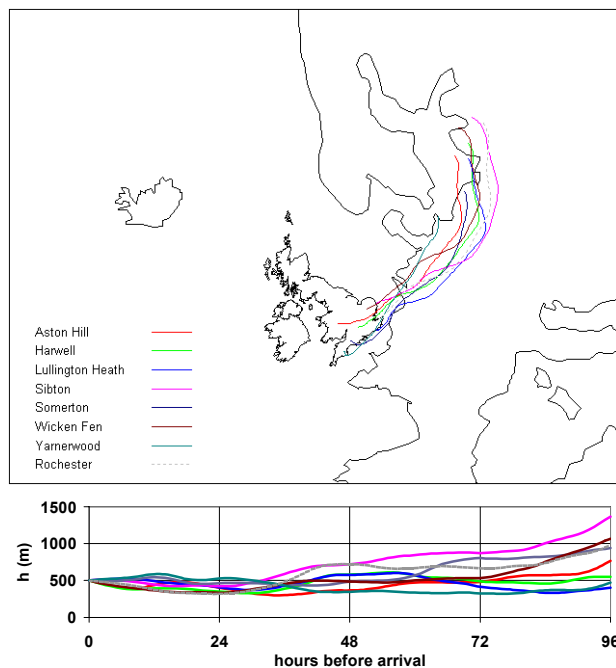 Aston Hill
Harwell
Lullington Heath
Sibton
Somerton
Wicken Fen
Yarnerwood
Rochester
1500
1000
500
0
h (m)
0 24 48 72 96
hours before arrival